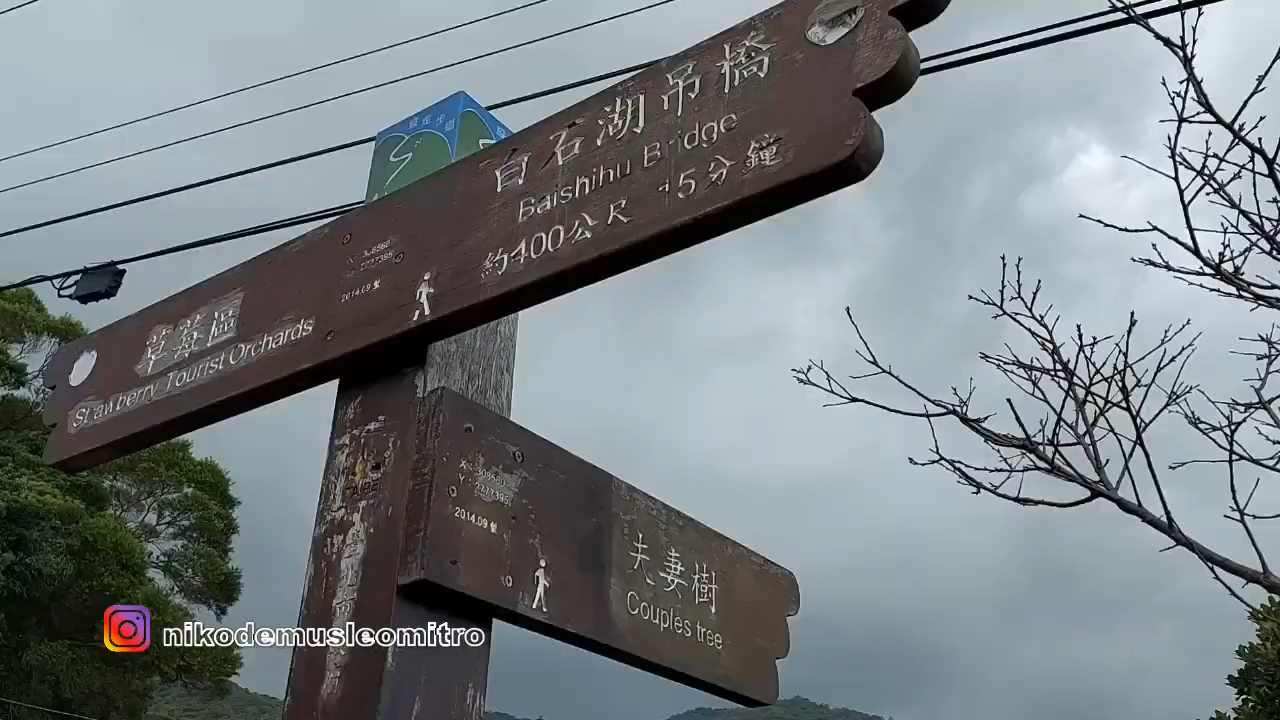 白石湖吊橋
Baishihu Bridge
約400公尺 15分鐘
2014.09
草莓區
Strawberry Tourist Orchards
2014.09
夫妻樹
Couples tree
nikodemusleomitro